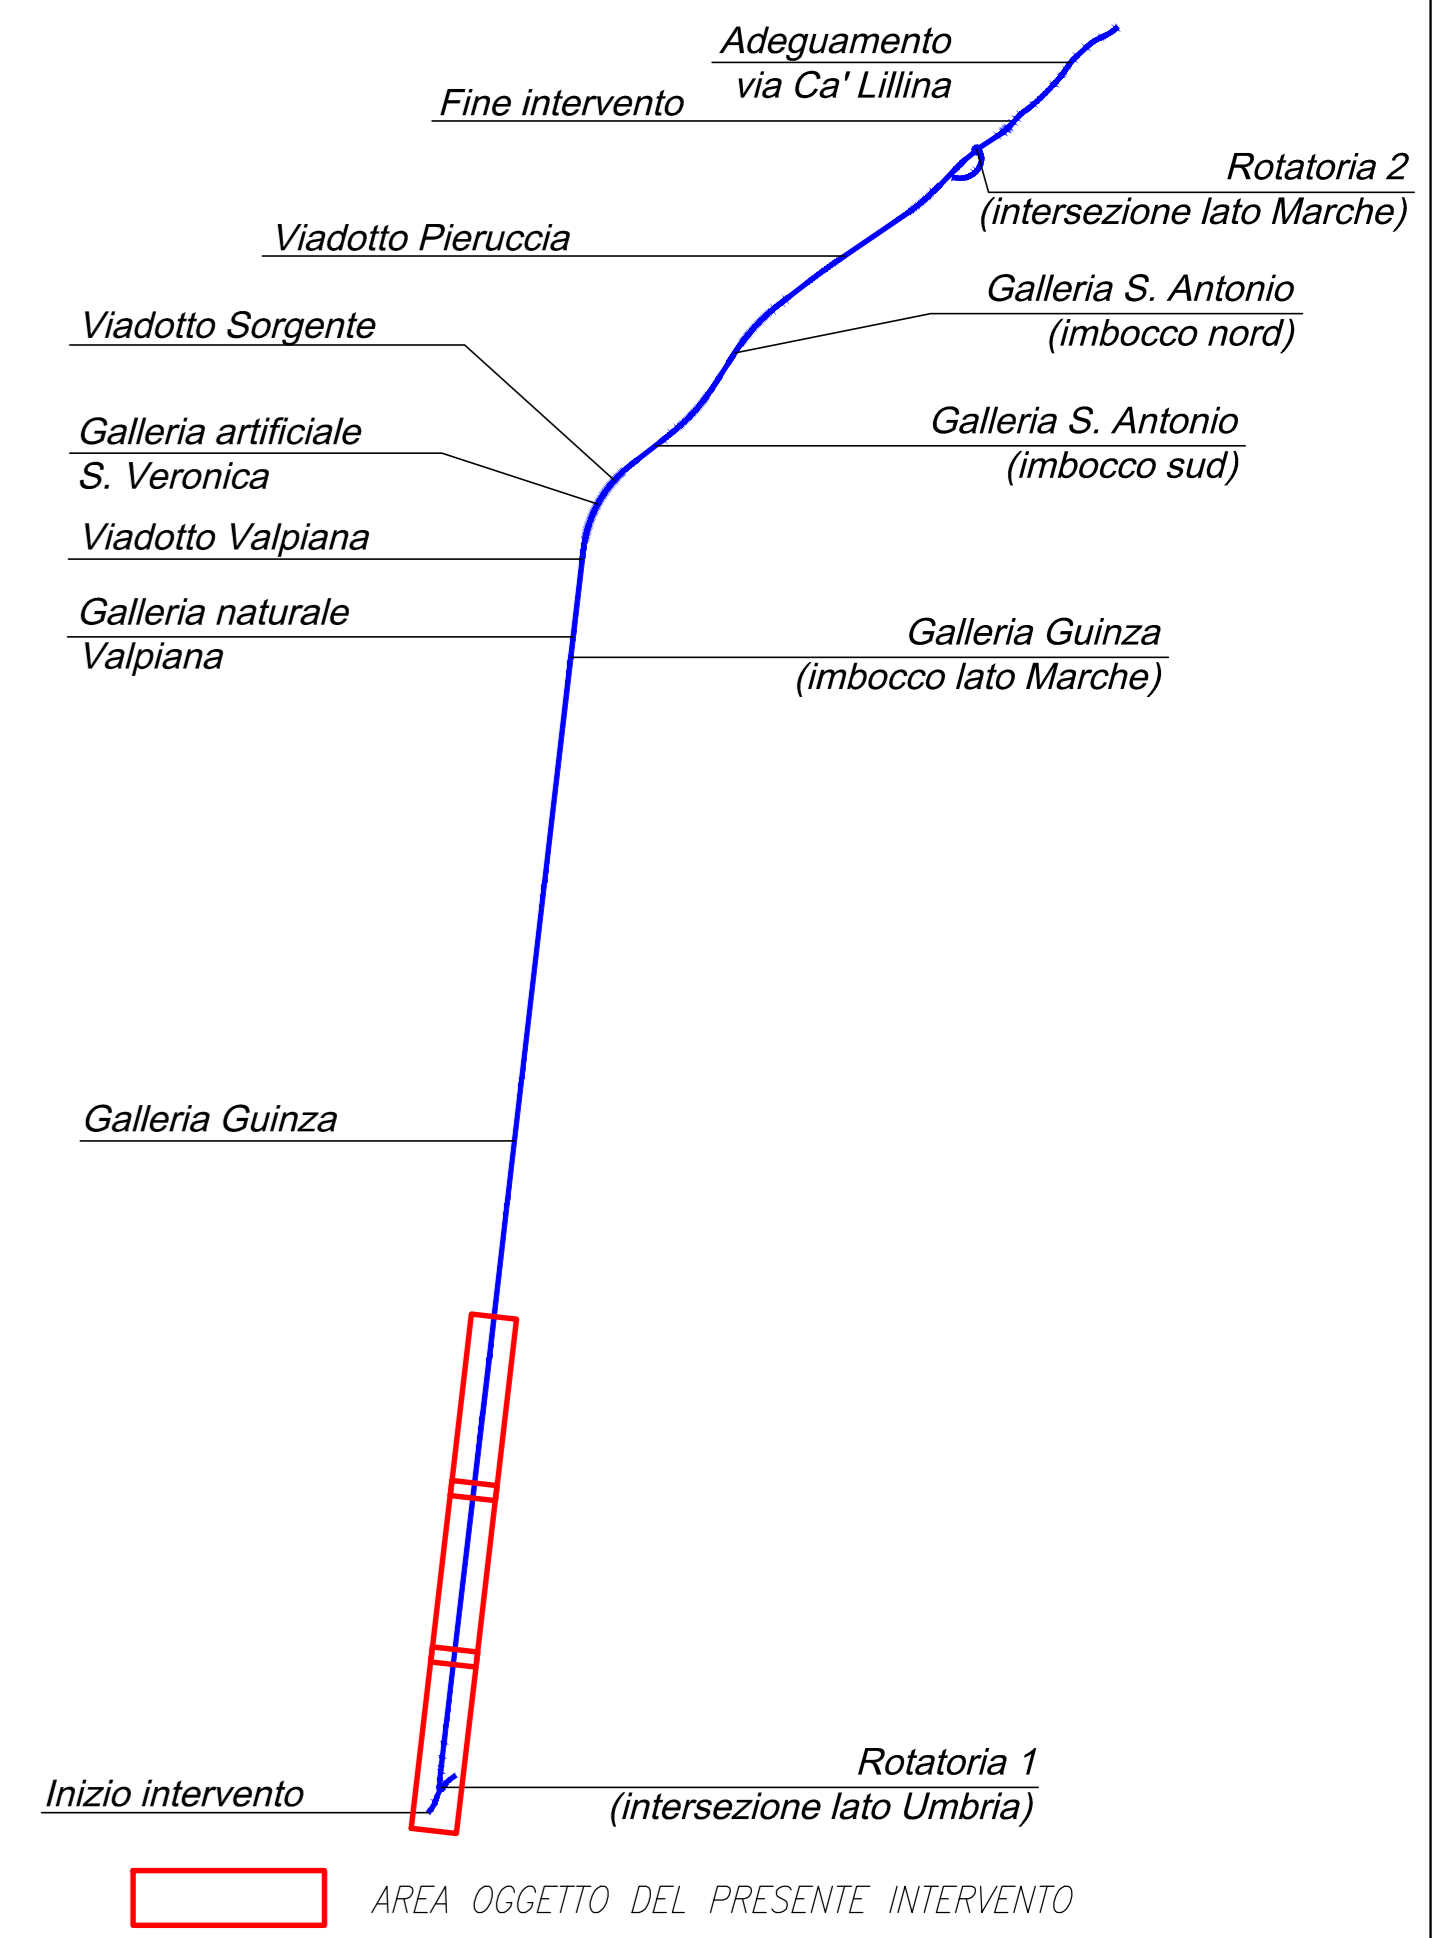 Adeguamento
via Ca' Lillina
Fine intervento
Rotatoria 2
(intersezione lato Marche)
Viadotto Pieruccia
Galleria S. Antonio
(imbocco nord)
Viadotto Sorgente
Galleria S. Antonio
(imbocco sud)
Galleria artificiale
S. Veronica
Viadotto Valpiana
Galleria naturale
Valpiana
Galleria Guinza
(imbocco lato Marche)
Galleria Guinza
Rotatoria 1
(intersezione lato Umbria)
Inizio intervento
AREA OGGETTO DEL PRESENTE INTERVENTO